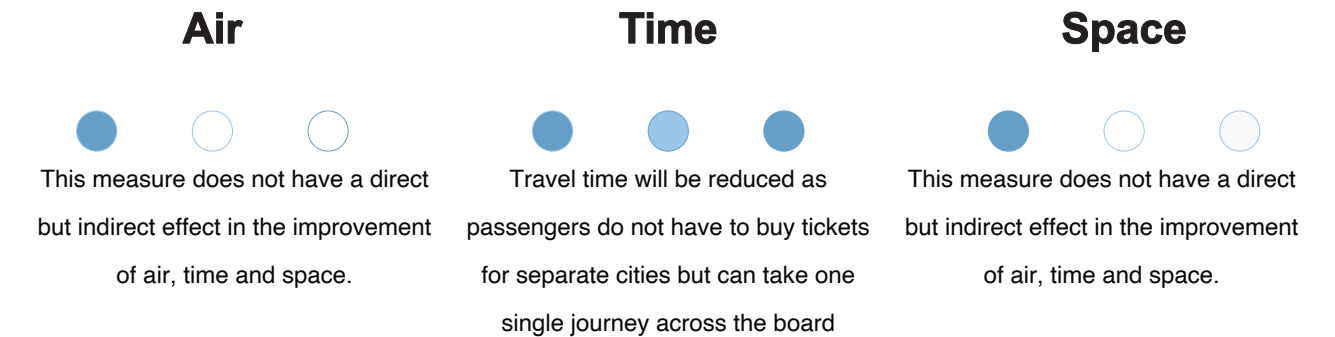 Air
This measure does not have a direct
but indirect effect in the improvement
of air, time and space.
Time
Travel time will be reduced as
passengers do not have to buy tickets
for separate cities but can take one
single journey across the board
Space
This measure does not have a direct
but indirect effect in the improvement
of air, time and space.